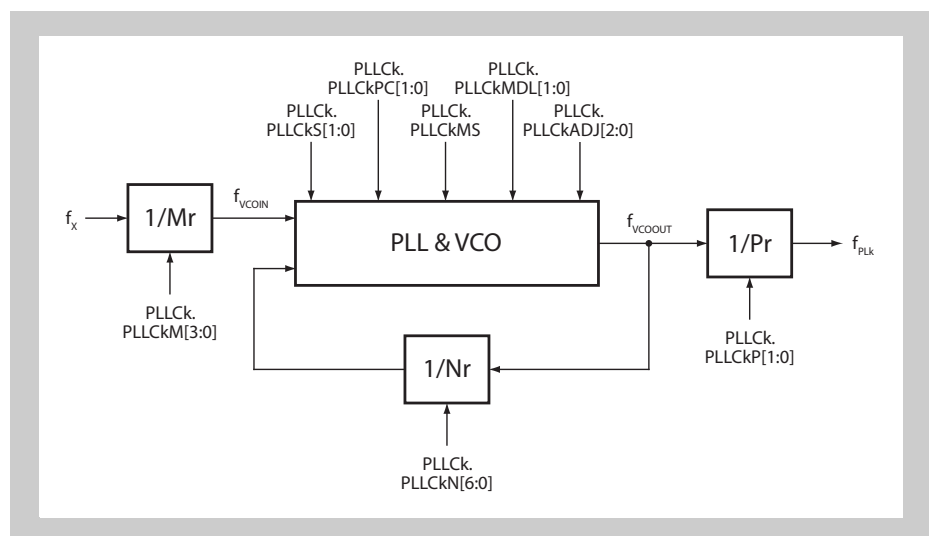 PLLCk.
PLLCkPC[1:0]
PLLCk.
PLLCkMDL[1:0]
PLLCk.
PLLCkS[1:0]
PLLCk.
PLLCkMS
PLLCk.
PLLCkADJ[2:0]
fX
1/Mr
fVCOIN
PLL & VCO
fVCOOUT
1/Pr
fPLk
PLLCk.
PLLCkM[3:0]
1/Nr
PLLCk.
PLLCkP[1:0]
PLLCk.
PLLCkN[6:0]